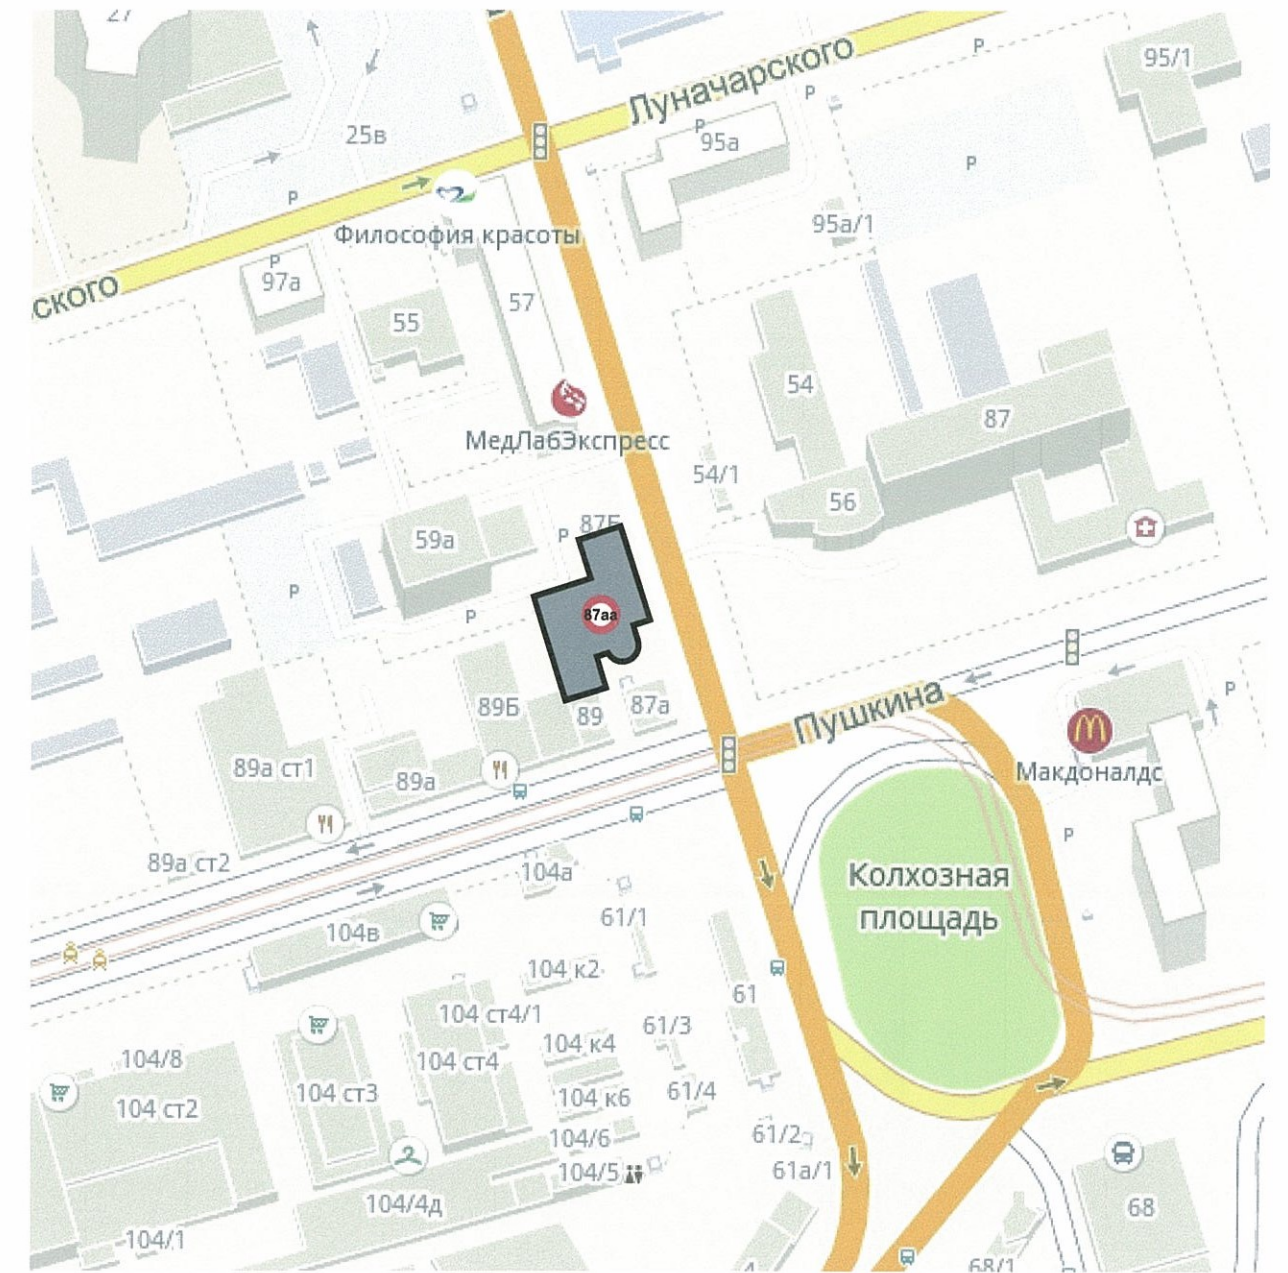 27
95/1
Луначарского
P
P
P
95а
25в
P
P
95а/1
Философия красоты
P
97а
ского
57
55
54
87
МедЛабЭкспресс
54/1
56
87Б
P
59а
P
87аа
P
Пушкина
P
89Б
89
87а
89а ст1
89а
Макдоналдс
P
89а ст2
104а
Колхозная
площадь
61/1
104в
104 к2
61
104 ст4/1
61/3
104 к4
104/8
104 ст4
104 ст3
61/4
104 к6
104 ст2
61/2
104/6
104/5
61а/1
104/4д
68
104/1
68/1